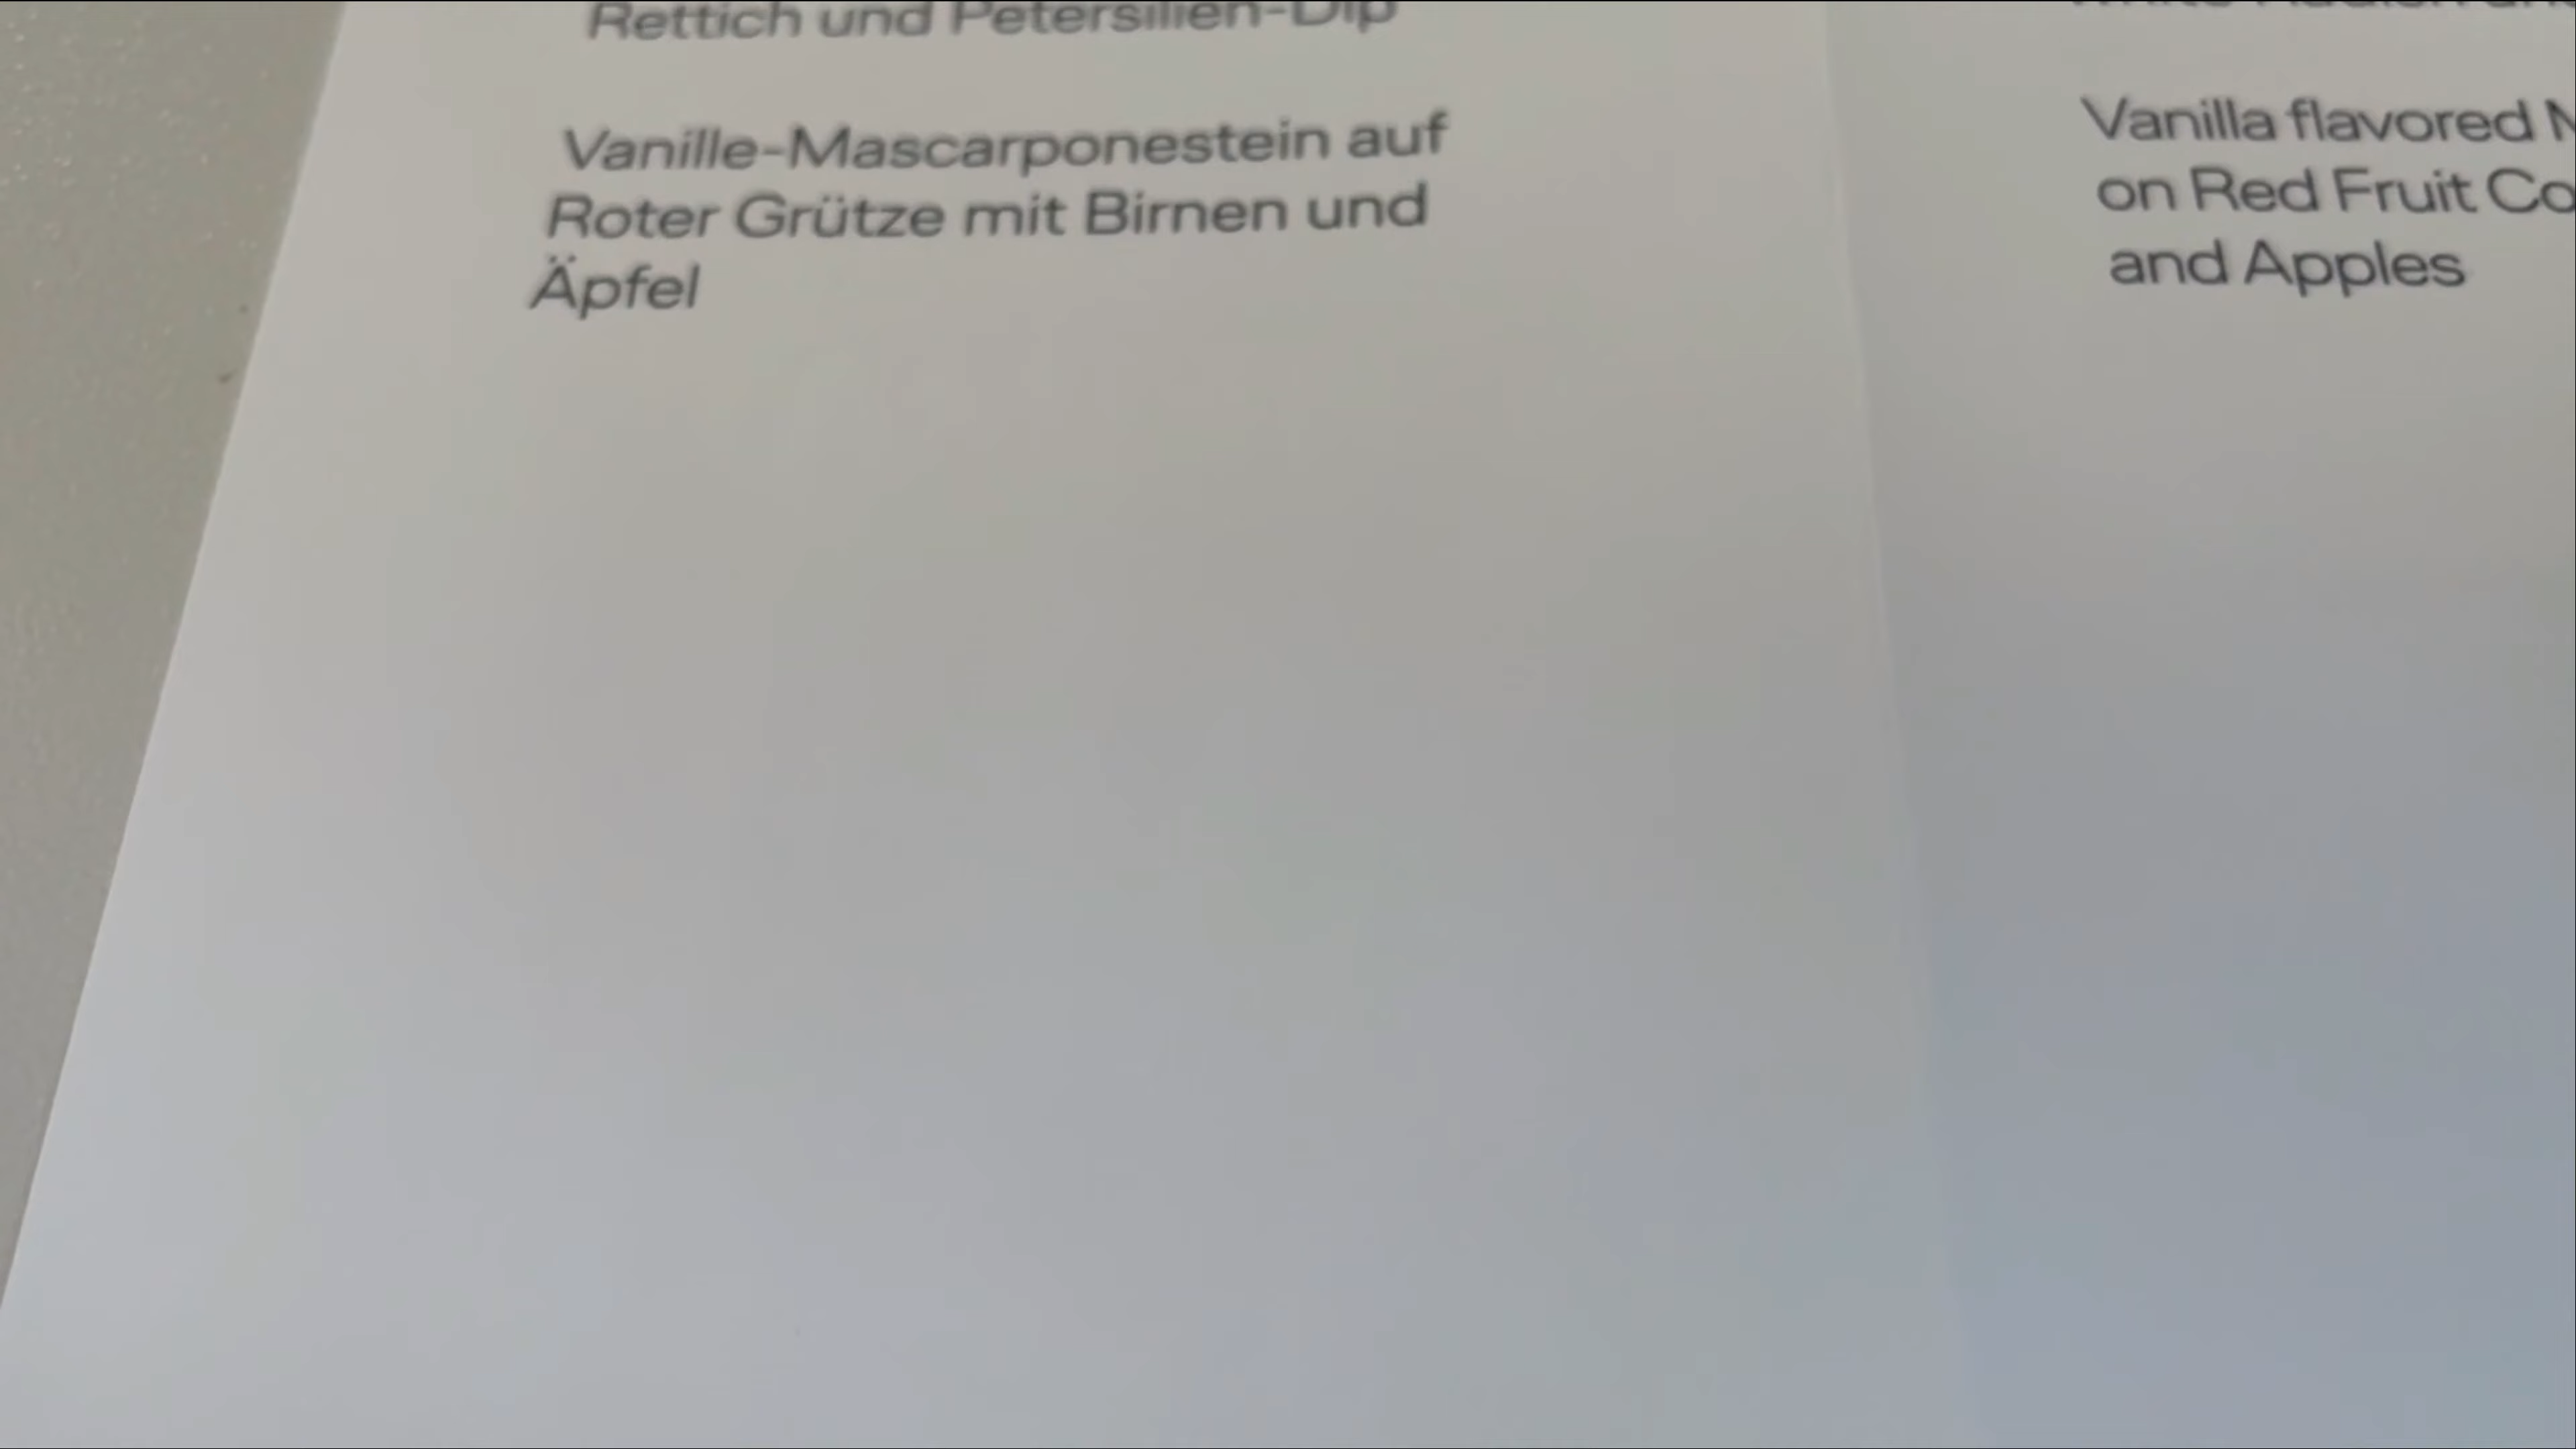 Rettich und Petersilien-Dip
Vanille-Mascarponestein auf
Roter Grütze mit Birnen und
Äpfel
Vanilla flavored
on Red Fruit
and Apples